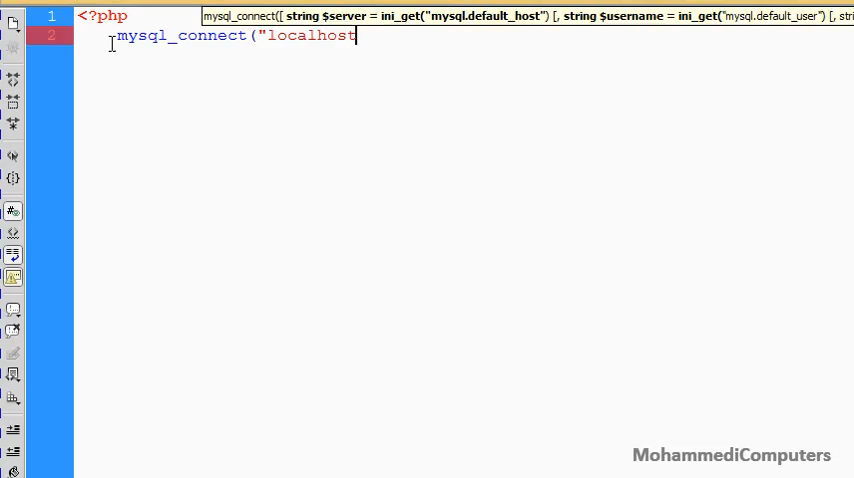 1 <?php
mysql_connect([ string $server = ini_get("mysql.default_host") [, string $username = ini_get("mysql.default_user") [, stri
2 mysql_connect("localhost
MohammediComputers